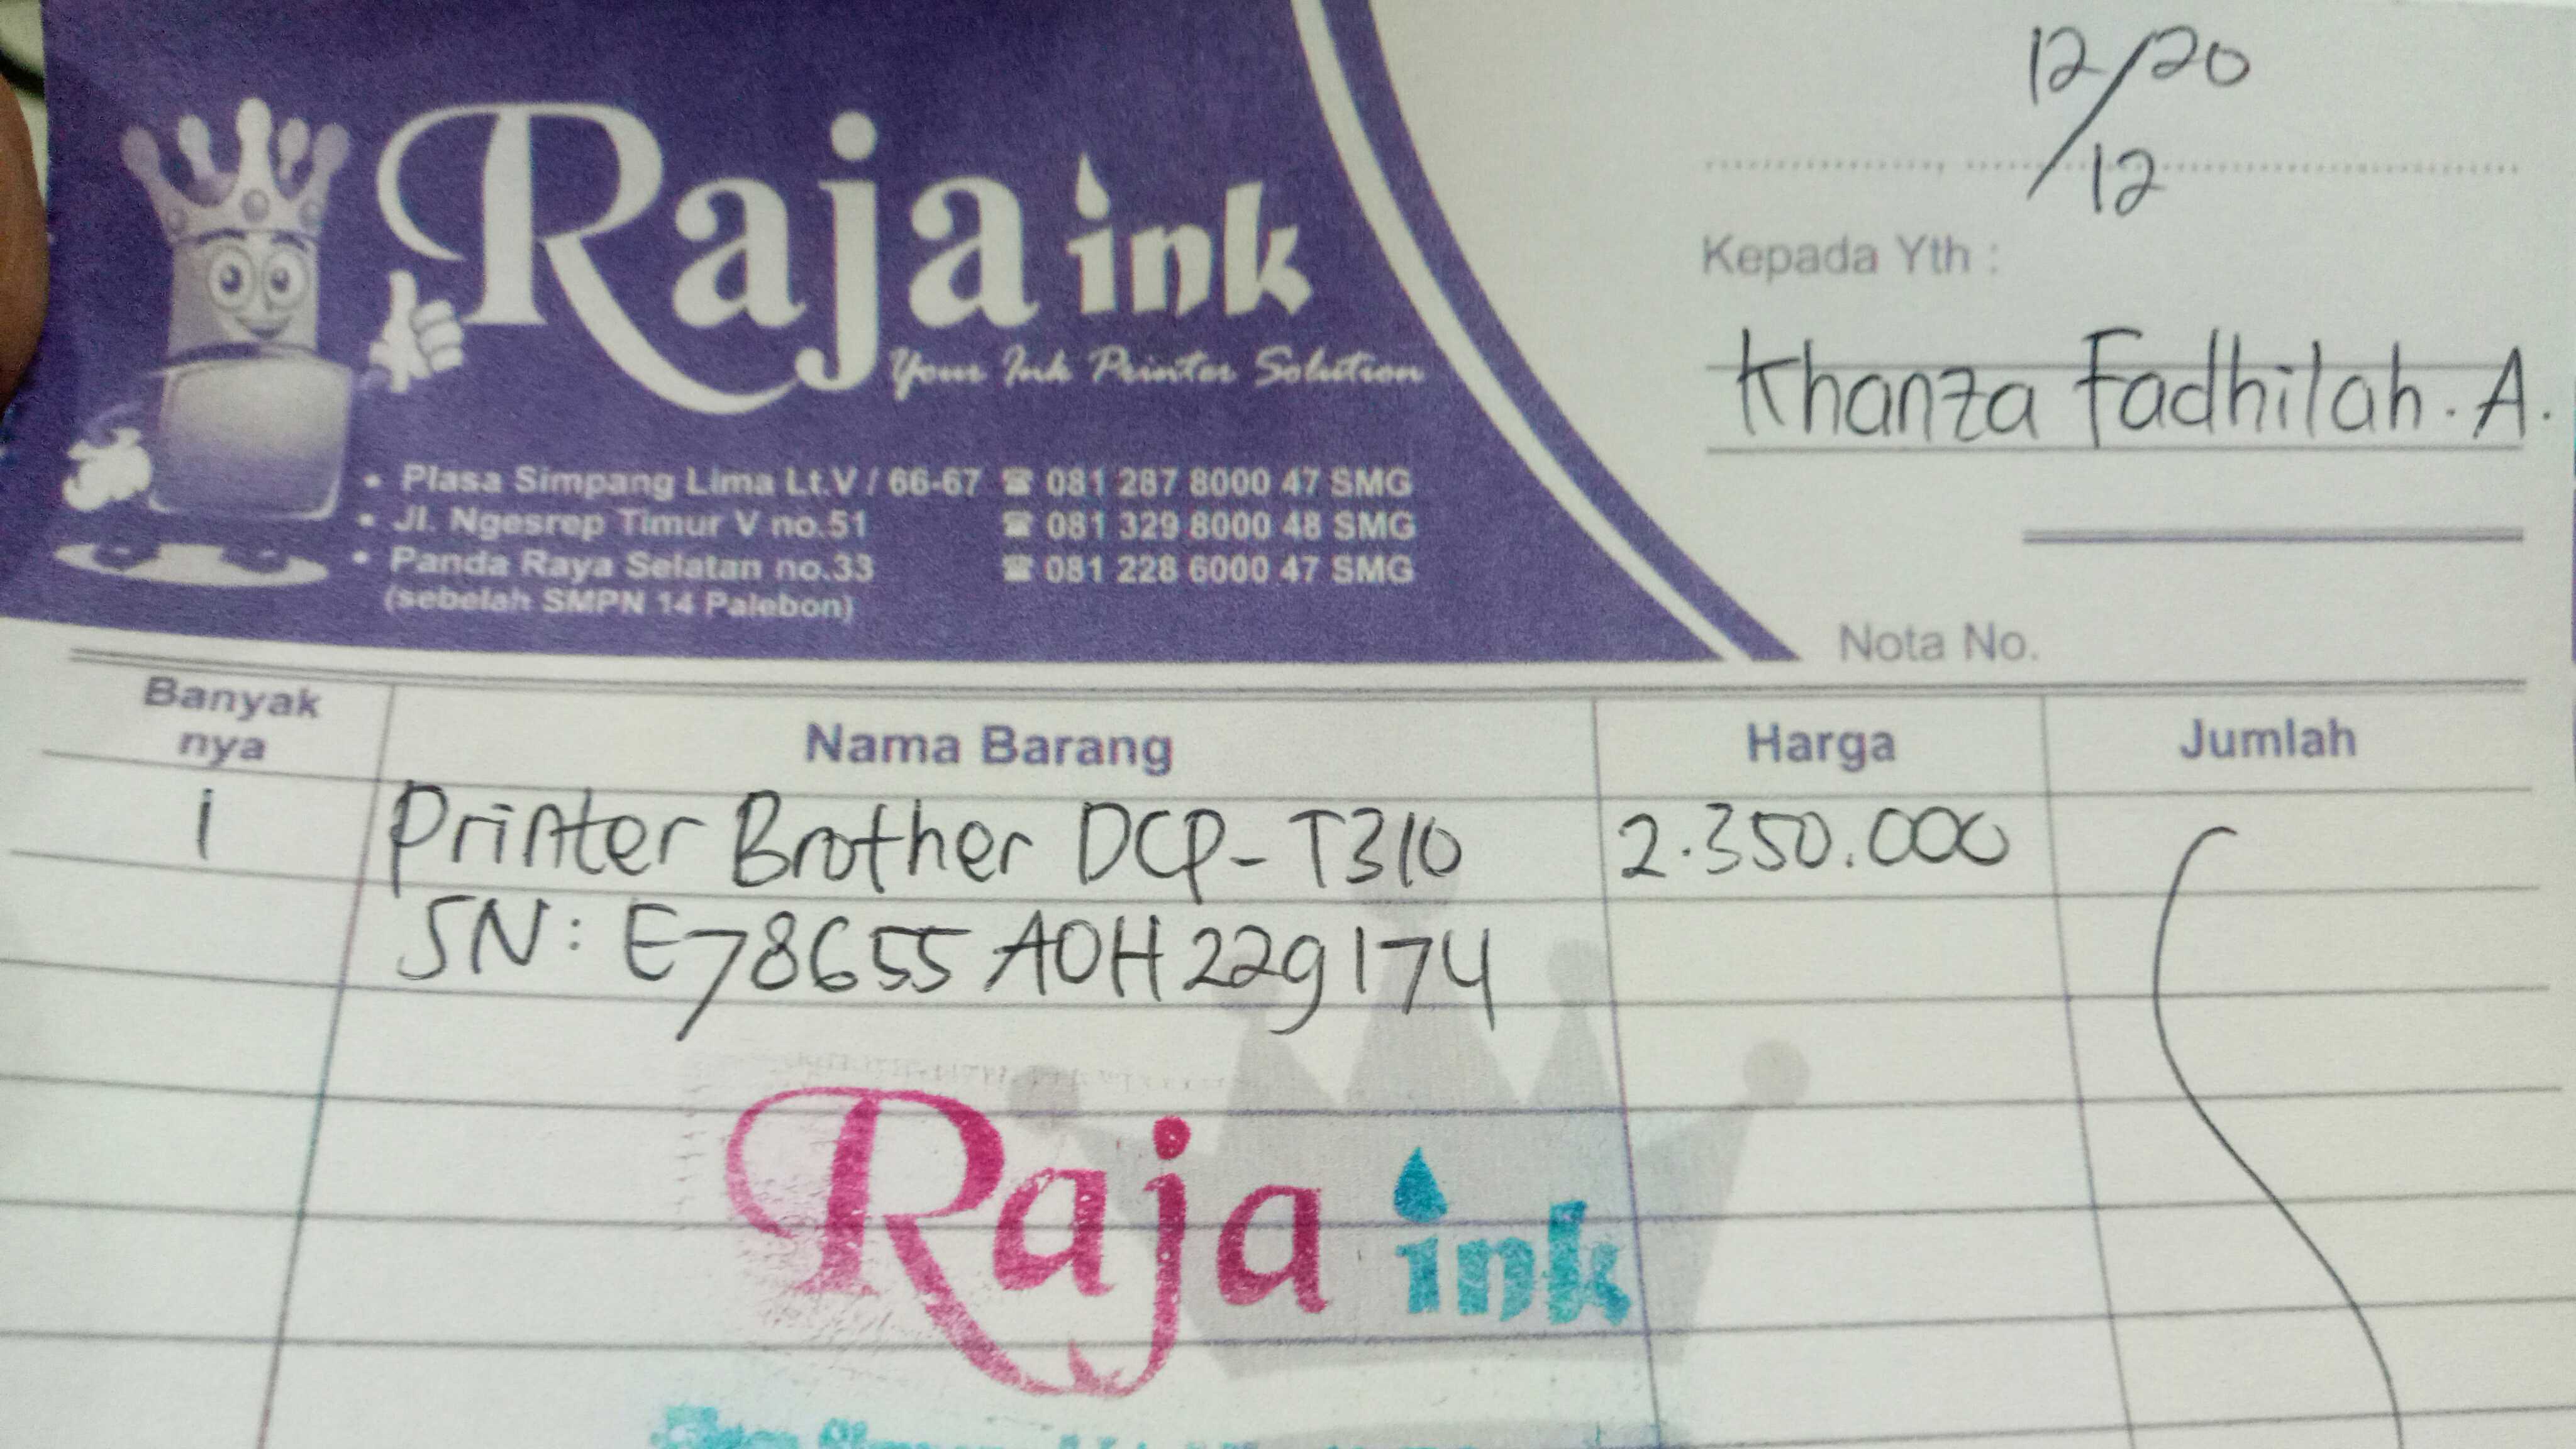 Raja ink
Your Ink Printer Solution
• Plasa Simpang Lima Lt.V / 66-67 ☎ 081 287 8000 47 SMG
• Jl. Ngesrep Timur V no.51 ☎ 081 329 8000 48 SMG
• Panda Raya Selatan no.33 ☎ 081 228 6000 47 SMG
(sebelah SMPN 14 Palebon)
12/20
12
Kepada Yth :
Khanza Fadhilah. A.
Nota No.
Banyak nya Nama Barang Harga Jumlah
1 Printer Brother DCP-T310 2.350.000
SN: E78655A0H229174
Raja ink